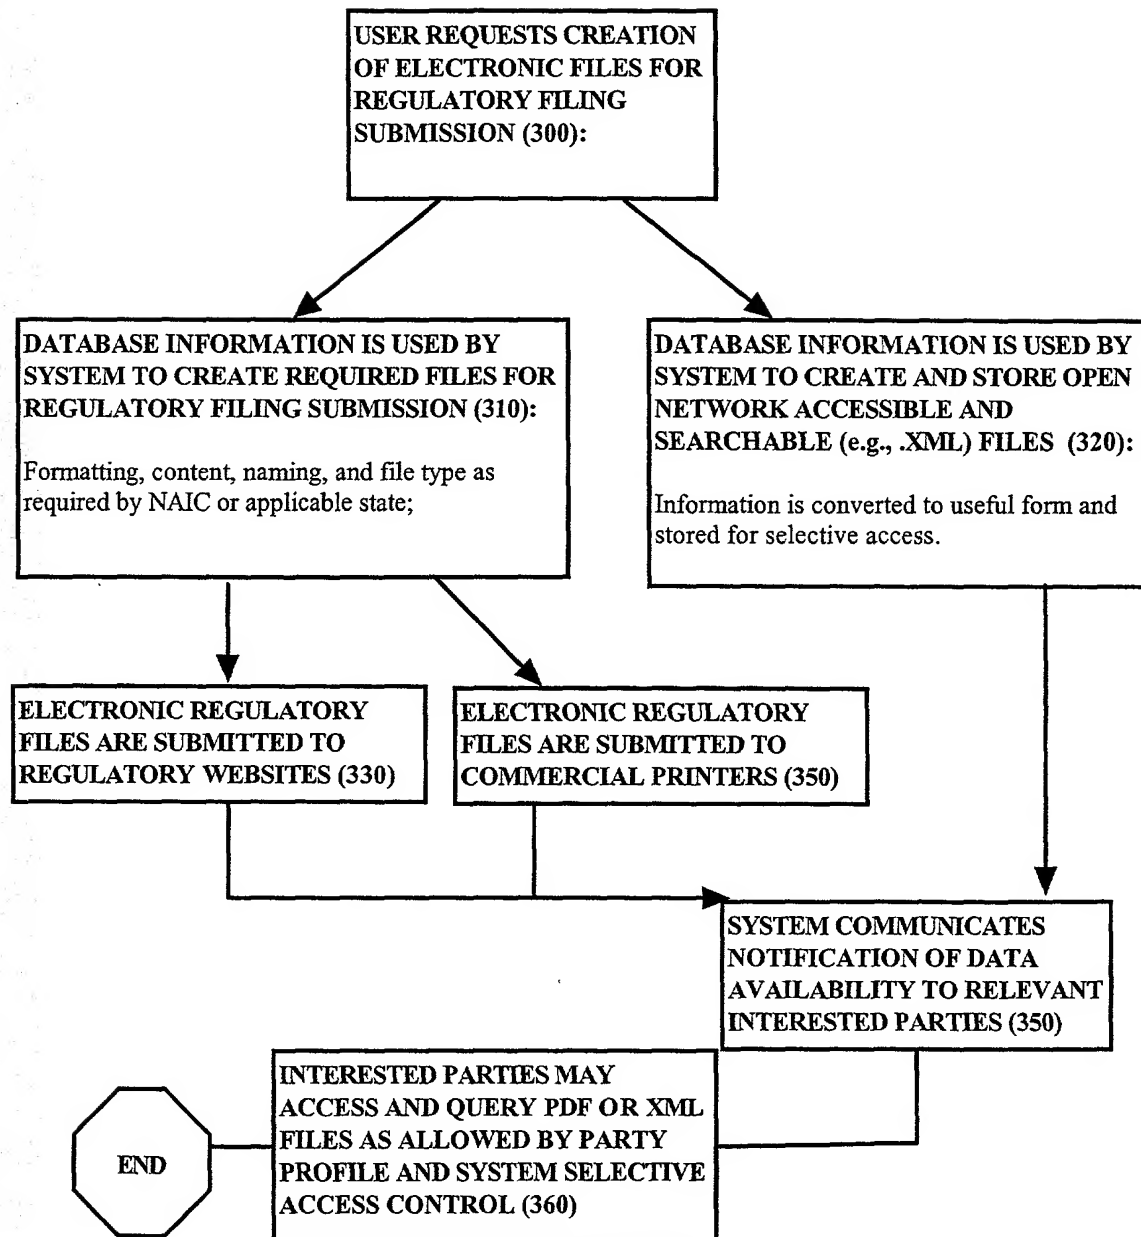 USER REQUESTS CREATION
OF ELECTRONIC FILES FOR
REGULATORY FILING
SUBMISSION (300):
DATABASE INFORMATION IS USED BY
SYSTEM TO CREATE REQUIRED FILES FOR
REGULATORY FILING SUBMISSION (310):
Formatting, content, naming, and file type as
required by NAIC or applicable state;
DATABASE INFORMATION IS USED BY
SYSTEM TO CREATE AND STORE OPEN
NETWORK ACCESSIBLE AND
SEARCHABLE (e.g., .XML) FILES (320):
Information is converted to useful form and
stored for selective access.
ELECTRONIC REGULATORY
FILES ARE SUBMITTED TO
REGULATORY WEBSITES (330)
ELECTRONIC REGULATORY
FILES ARE SUBMITTED TO
COMMERCIAL PRINTERS (350)
SYSTEM COMMUNICATES
NOTIFICATION OF DATA
AVAILABILITY TO RELEVANT
INTERESTED PARTIES (350)
INTERESTED PARTIES MAY
ACCESS AND QUERY PDF OR XML
FILES AS ALLOWED BY PARTY
PROFILE AND SYSTEM SELECTIVE
ACCESS CONTROL (360)
END